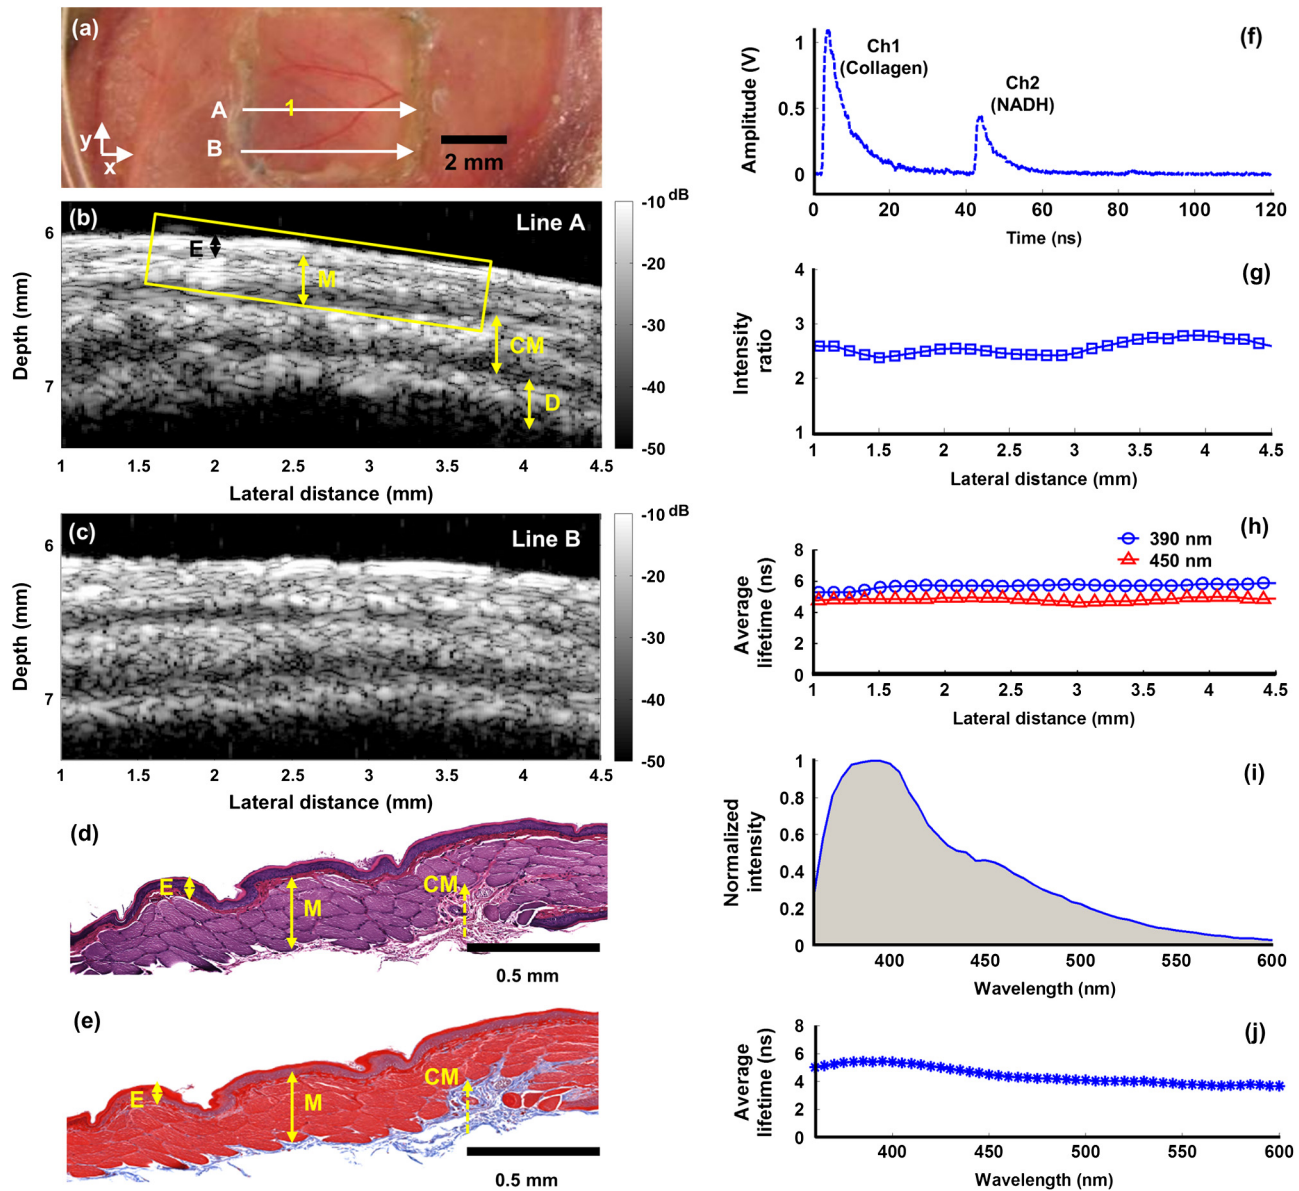 (a)
A
1
B
y
x
2 mm
(b)
Line A
E
M
CM
D
6
7
Depth (mm)
1 1.5 2 2.5 3 3.5 4 4.5
Lateral distance (mm)
-10 dB
-20
-30
-40
-50
(c)
Line B
6
7
Depth (mm)
1 1.5 2 2.5 3 3.5 4 4.5
Lateral distance (mm)
-10 dB
-20
-30
-40
-50
(d)
E
M
CM
0.5 mm
(e)
E
M
CM
0.5 mm
(f)
Ch1
(Collagen)
Ch2
(NADH)
Amplitude (V)
1
0.5
0
0 20 40 60 80 100 120
Time (ns)
(g)
Intensity
ratio
4
3
2
1
1 1.5 2 2.5 3 3.5 4 4.5
Lateral distance (mm)
(h)
390 nm
450 nm
Average
lifetime (ns)
8
6
4
2
0
1 1.5 2 2.5 3 3.5 4 4.5
Lateral distance (mm)
(i)
Normalized
intensity
1
0.8
0.6
0.4
0.2
0
400 450 500 550 600
Wavelength (nm)
(j)
Average
lifetime (ns)
8
6
4
2
0
400 450 500 550 600
Wavelength (nm)